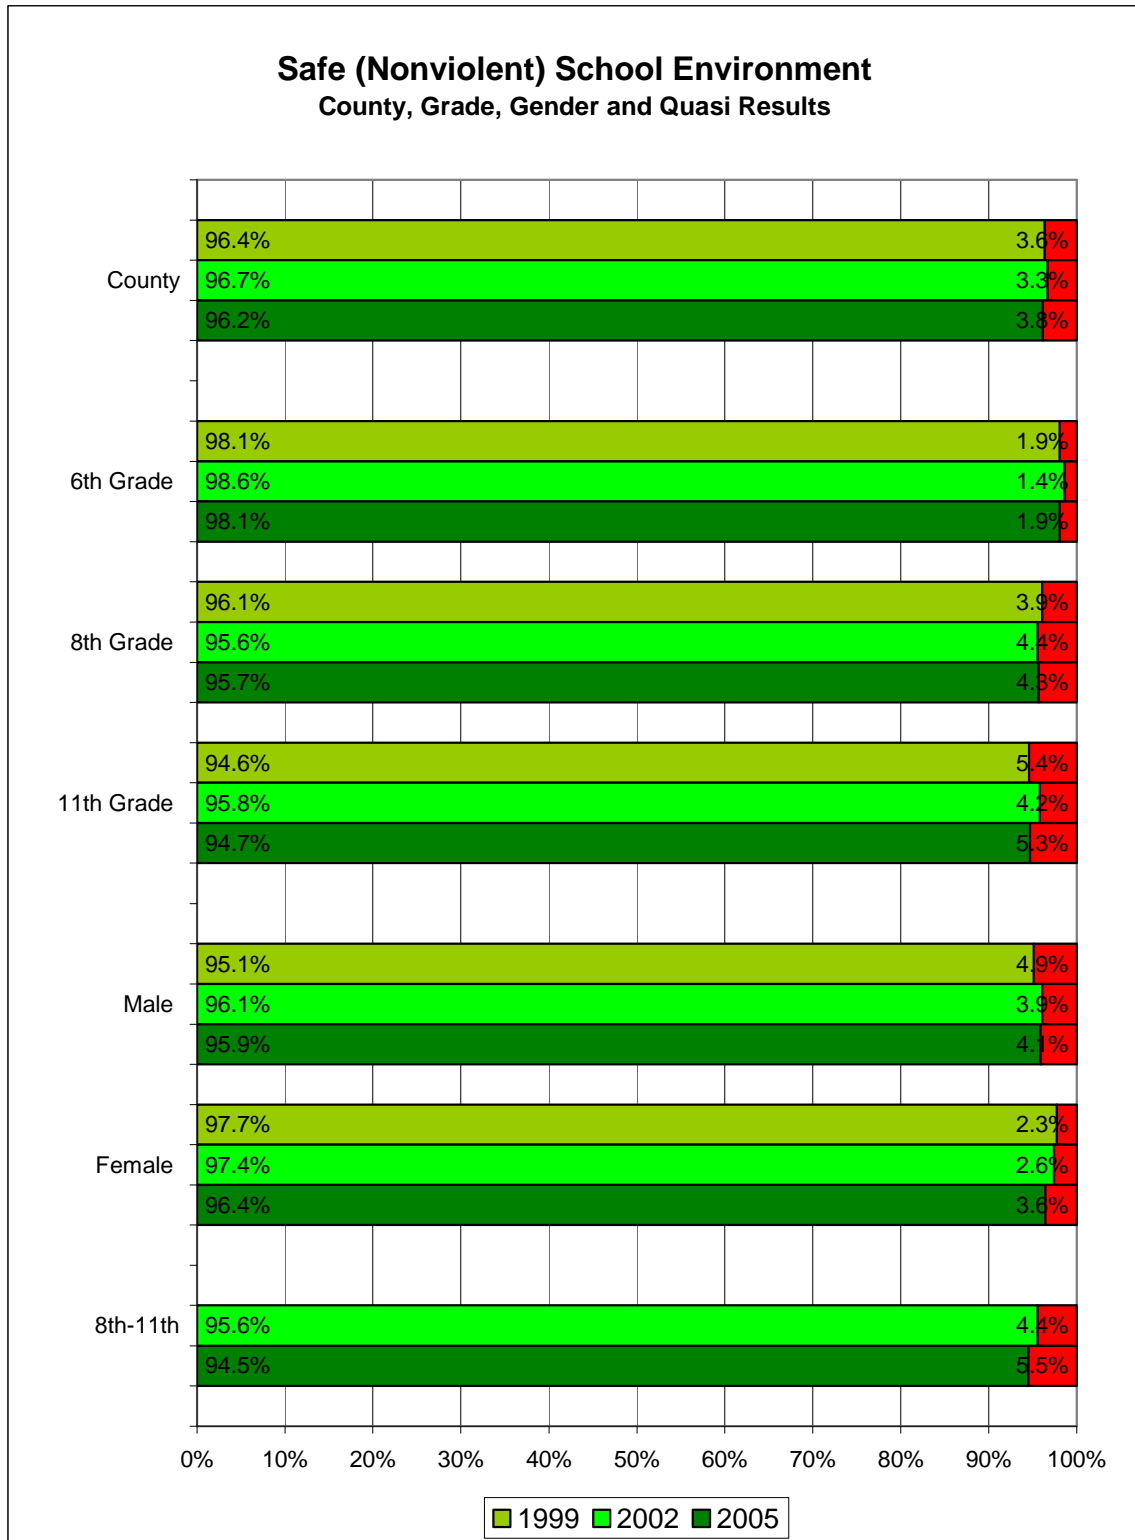 Safe (Nonviolent) School Environment
County, Grade, Gender and Quasi Results
96.4% 3.6%
County 96.7% 3.3%
96.2% 3.8%
98.1% 1.9%
6th Grade 98.6% 1.4%
98.1% 1.9%
96.1% 3.9%
8th Grade 95.6% 4.4%
95.7% 4.3%
94.6% 5.4%
11th Grade 95.8% 4.2%
94.7% 5.3%
95.1% 4.9%
Male 96.1% 3.9%
95.9% 4.1%
97.7% 2.3%
Female 97.4% 2.6%
96.4% 3.6%
8th-11th 95.6% 4.4%
94.5% 5.5%
0% 10% 20% 30% 40% 50% 60% 70% 80% 90% 100%
1999 2002 2005